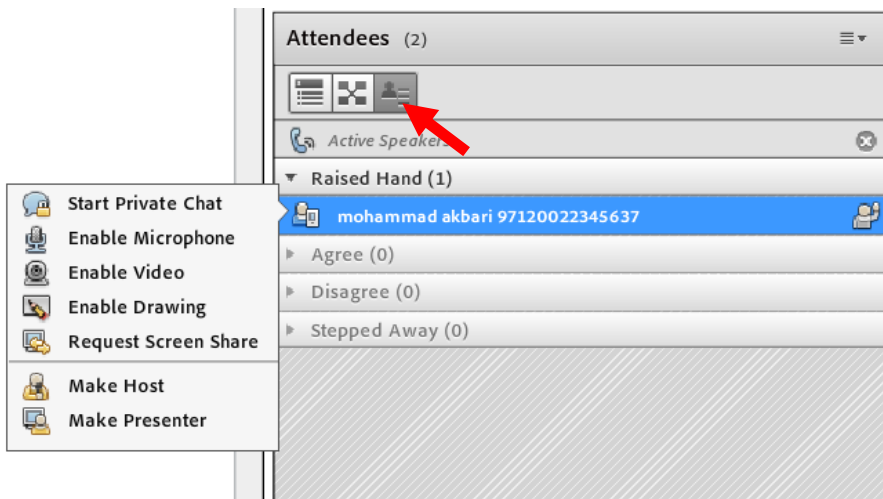 Attendees (2)
Active Speakers
Raised Hand (1)
mohammad akbari 97120022345637
Agree (0)
Disagree (0)
Stepped Away (0)
Start Private Chat
Enable Microphone
Enable Video
Enable Drawing
Request Screen Share
Make Host
Make Presenter